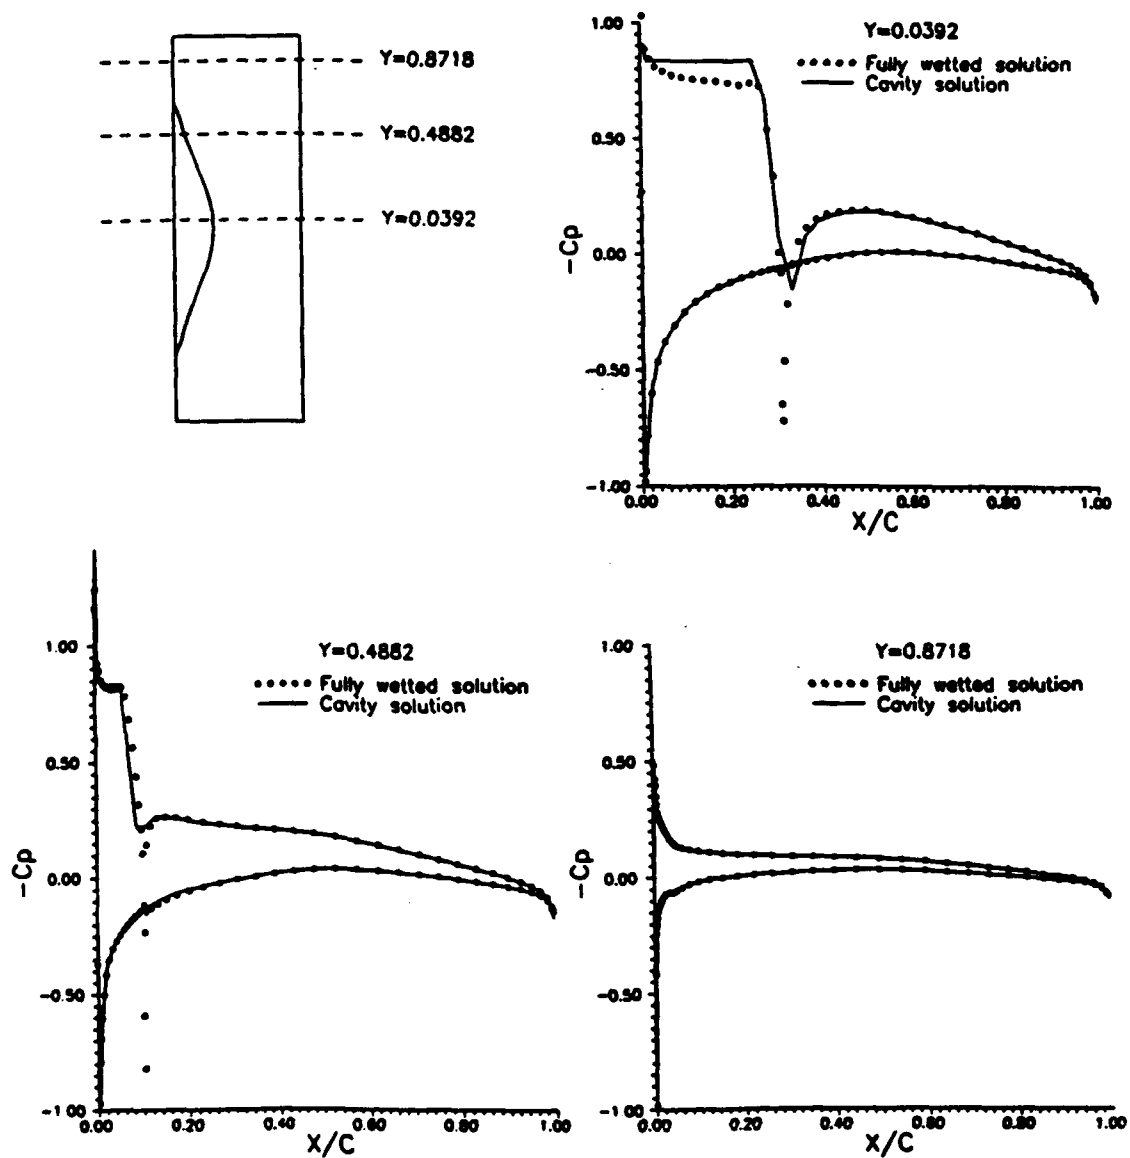 Y=0.8718
Y=0.4882
Y=0.0392
Y=0.0392
Fully wetted solution
Cavity solution
1.00
0.50
0.00
-0.50
-1.00
-Cp
0.00 0.20 0.40 0.60 0.80 1.00
X/C
Y=0.4882
Fully wetted solution
Cavity solution
1.00
0.50
0.00
-0.50
-1.00
-Cp
0.00 0.20 0.40 0.60 0.80 1.00
X/C
Y=0.8718
Fully wetted solution
Cavity solution
1.00
0.50
0.00
-0.50
-1.00
-Cp
0.00 0.20 0.40 0.60 0.80 1.00
X/C